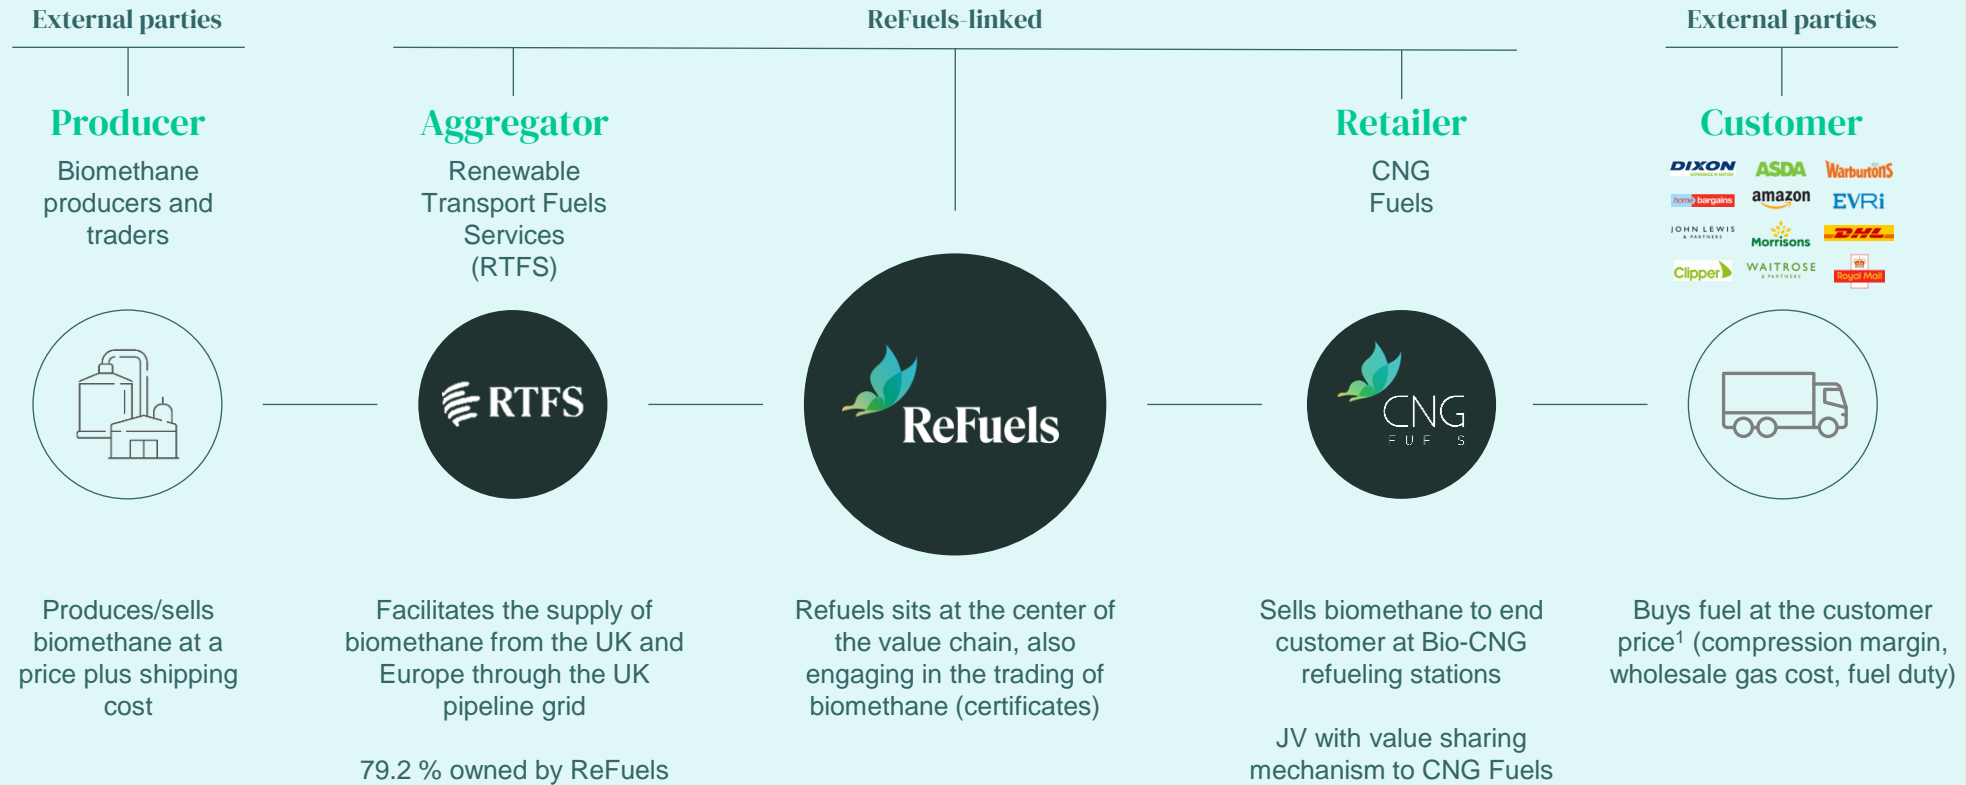 External parties
ReFuels-linked
External parties
Producer
Biomethane
producers and
traders
Aggregator
Renewable
Transport Fuels
Services
(RTFS)
Retailer
CNG
Fuels
Customer
DIXON
ASDA
Warburtons
home bargains
amazon
EVRi
JOHN LEWIS
& PARTNERS
Morrisons
DHL
Clipper
WAITROSE
& PARTNERS
Royal Mail
RTFS
ReFuels
CNG
FUELS
Produces/sells
biomethane at a
price plus shipping
cost
Facilitates the supply of
biomethane from the UK and
Europe through the UK
pipeline grid
79.2 % owned by ReFuels
Refuels sits at the center of
the value chain, also
engaging in the trading of
biomethane (certificates)
Sells biomethane to end
customer at Bio-CNG
refueling stations
JV with value sharing
mechanism to CNG Fuels
Buys fuel at the customer
price¹ (compression margin,
wholesale gas cost, fuel duty)